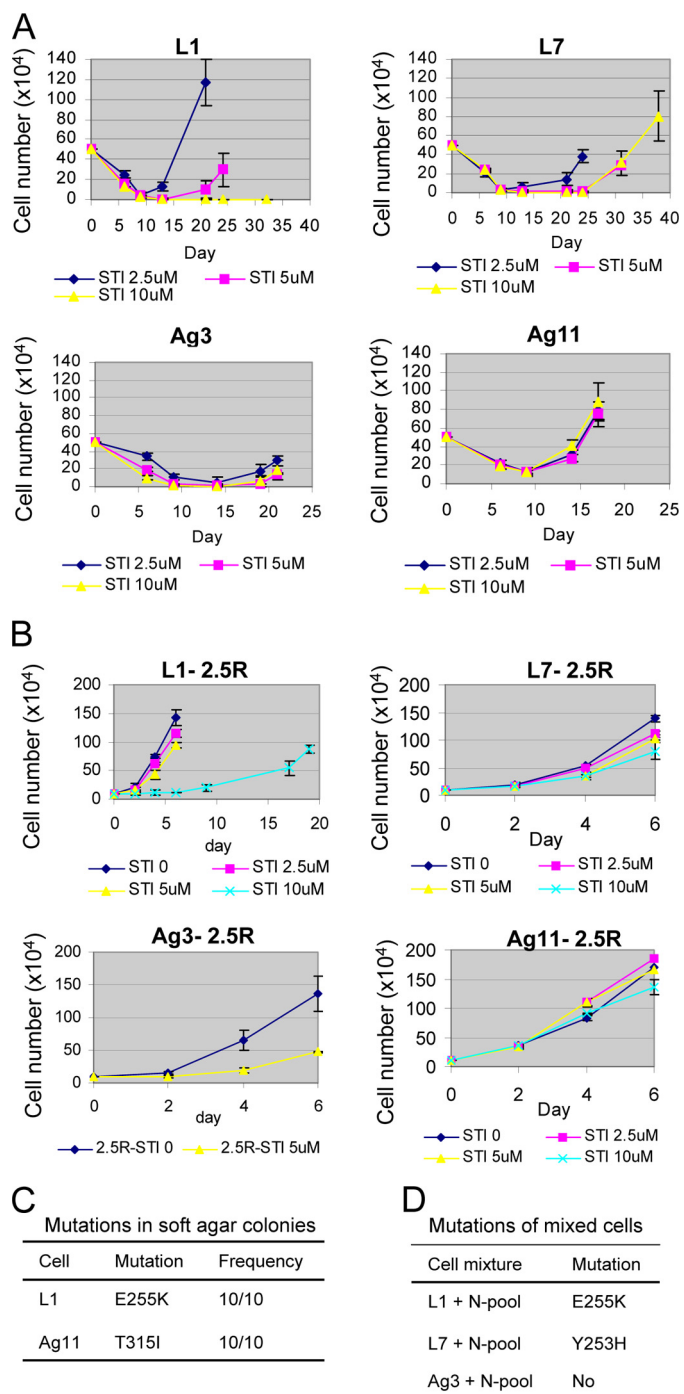 A
L1
Cell number (x10⁴)
140
120
100
80
60
40
20
0
0 5 10 15 20 25 30 35 40
Day
STI 2.5uM STI 5uM
STI 10uM
L7
Cell number (x10⁴)
140
120
100
80
60
40
20
0
0 5 10 15 20 25 30 35 40
Day
STI 2.5uM STI 5uM
STI 10uM
Ag3
Cell number (x10⁴)
140
120
100
80
60
40
20
0
0 5 10 15 20 25
Day
STI 2.5uM STI 5uM
STI 10uM
Ag11
Cell number (x10⁴)
140
120
100
80
60
40
20
0
0 5 10 15 20 25
Day
STI 2.5uM STI 5uM
STI 10uM
B
L1- 2.5R
Cell number (x10⁴)
200
150
100
50
0
0 5 10 15 20
day
STI 0 STI 2.5uM
STI 5uM STI 10uM
L7- 2.5R
Cell number (x10⁴)
200
150
100
50
0
0 2 4 6
Day
STI 0 STI 2.5uM
STI 5uM STI 10uM
Ag3- 2.5R
Cell number (x10⁴)
200
150
100
50
0
0 2 4 6
day
2.5R-STI 0 2.5R-STI 5uM
Ag11- 2.5R
Cell number (x10⁴)
200
150
100
50
0
0 2 4 6
Day
STI 0 STI 2.5uM
STI 5uM STI 10uM
C
Mutations in soft agar colonies
Cell Mutation Frequency
L1 E255K 10/10
Ag11 T315I 10/10
D
Mutations of mixed cells
Cell mixture Mutation
L1 + N-pool E255K
L7 + N-pool Y253H
Ag3 + N-pool No